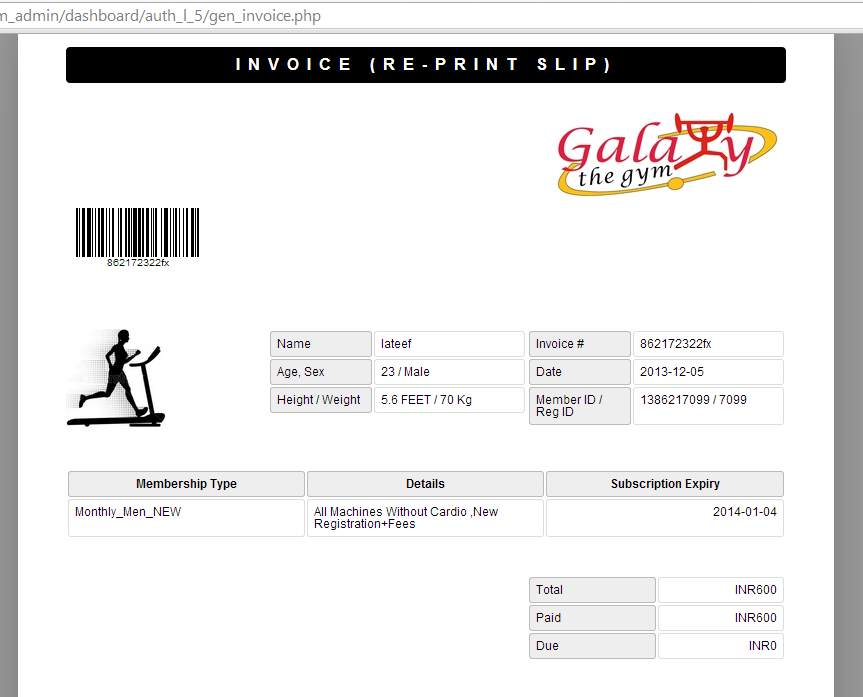 m_admin/dashboard/auth_l_5/gen_invoice.php
INVOICE (RE-PRINT SLIP)
Galaxy
the gym
862172322fx
Name
lateef
Invoice #
862172322fx
Age, Sex
23 / Male
Date
2013-12-05
Height / Weight
5.6 FEET / 70 Kg
Member ID /
Reg ID
1386217099 / 7099
Membership Type
Details
Subscription Expiry
Monthly_Men_NEW
All Machines Without Cardio ,New
Registration+Fees
2014-01-04
Total
INR600
Paid
INR600
Due
INR0